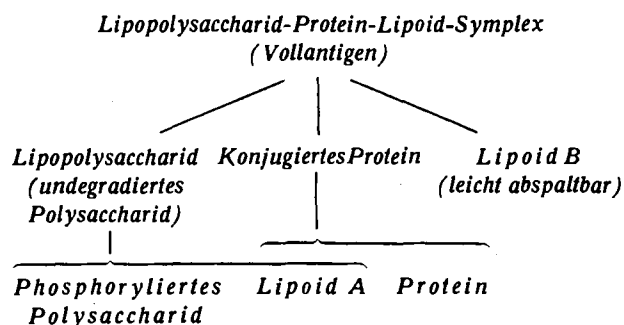 Lipopolysaccharid-Protein-Lipoid-Symplex
(Vollantigen)
Lipopolysaccharid Konjugiertes Protein Lipoid B
(undegradiertes (leicht abspaltbar)
Polysaccharid)
Phosphoryliertes Lipoid A Protein
Polysaccharid